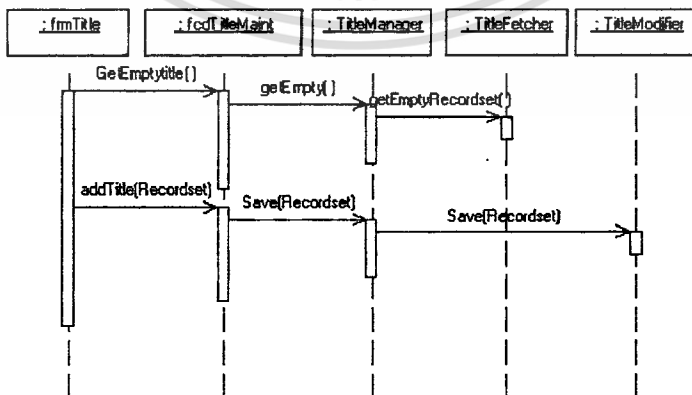 : frmTitle
: fcdTitleMaint
: TitleManager
: TitleFetcher
: TitleModifier
GetEmptytitle( )
getEmpty( )
getEmptyRecordset( )
addTitle(Recordset)
Save(Recordset)
Save(Recordset)